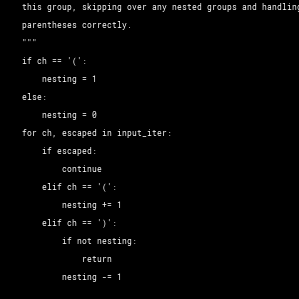 this group, skipping over any nested groups and handling
parentheses correctly.
"""
if ch == '(':
nesting = 1
else:
nesting = 0
for ch, escaped in input_iter:
if escaped:
continue
elif ch == '(':
nesting += 1
elif ch == ')':
if not nesting:
return
nesting -= 1